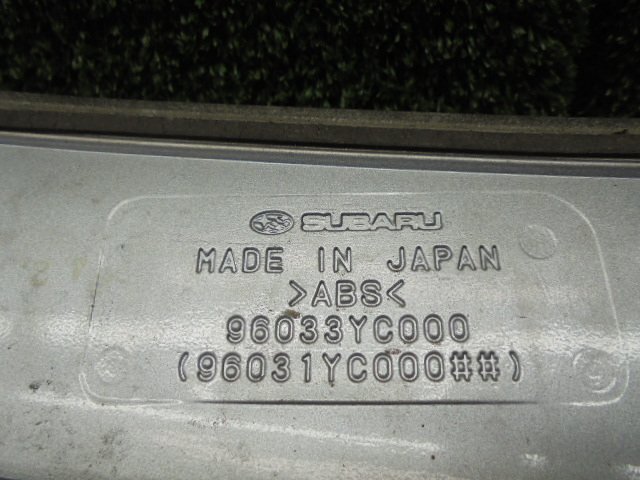 SUBARU
MADE IN JAPAN
>ABS<
96033YC000
(96031YC000##)